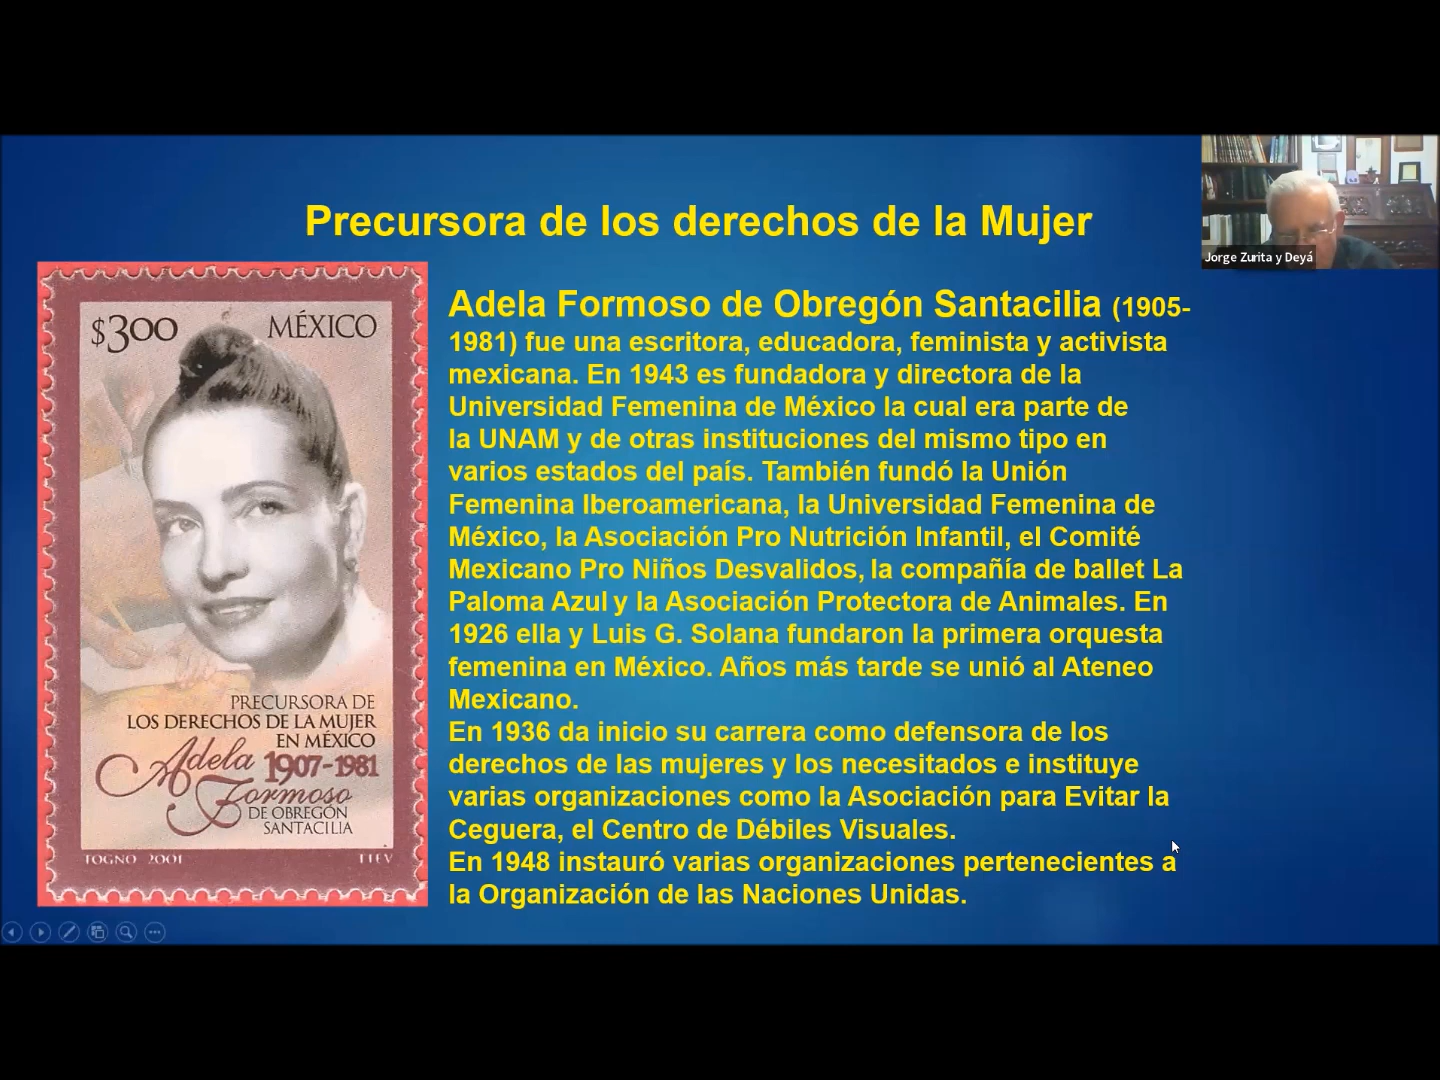 Precursora de los derechos de la Mujer
Jorge Zurita y Deyá
$3.00 MÉXICO
PRECURSORA DE
LOS DERECHOS DE LA MUJER
EN MÉXICO
Adela 1907-1981
Formoso
DE OBREGÓN
SANTACILIA
TOGNO 2001 TIEV
Adela Formoso de Obregón Santacilia (1905-
1981) fue una escritora, educadora, feminista y activista
mexicana. En 1943 es fundadora y directora de la
Universidad Femenina de México la cual era parte de
la UNAM y de otras instituciones del mismo tipo en
varios estados del país. También fundó la Unión
Femenina Iberoamericana, la Universidad Femenina de
México, la Asociación Pro Nutrición Infantil, el Comité
Mexicano Pro Niños Desvalidos, la compañía de ballet La
Paloma Azul y la Asociación Protectora de Animales. En
1926 ella y Luis G. Solana fundaron la primera orquesta
femenina en México. Años más tarde se unió al Ateneo
Mexicano.
En 1936 da inicio su carrera como defensora de los
derechos de las mujeres y los necesitados e instituye
varias organizaciones como la Asociación para Evitar la
Ceguera, el Centro de Débiles Visuales.
En 1948 instauró varias organizaciones pertenecientes a
la Organización de las Naciones Unidas.